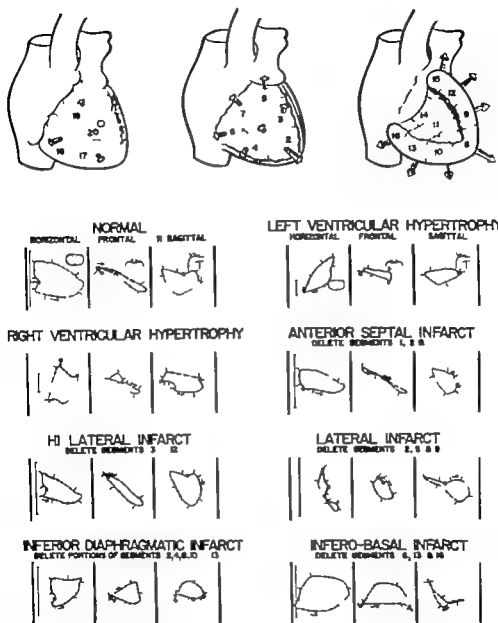 NORMAL
HORIZONTAL FRONTAL R SAGITTAL
LEFT VENTRICULAR HYPERTROPHY
HORIZONTAL FRONTAL SAGITTAL
RIGHT VENTRICULAR HYPERTROPHY
ANTERIOR SEPTAL INFARCT
DELETE SEGMENTS 1, 2
HI LATERAL INFARCT
DELETE SEGMENTS 3 12
LATERAL INFARCT
DELETE SEGMENTS 2, 5 & 9
INFERIOR DIAPHRAGMATIC INFARCT
DELETE PORTIONS OF SEGMENTS 13
INFERO-BASAL INFARCT
DELETE SEGMENTS 6, 13 & 16